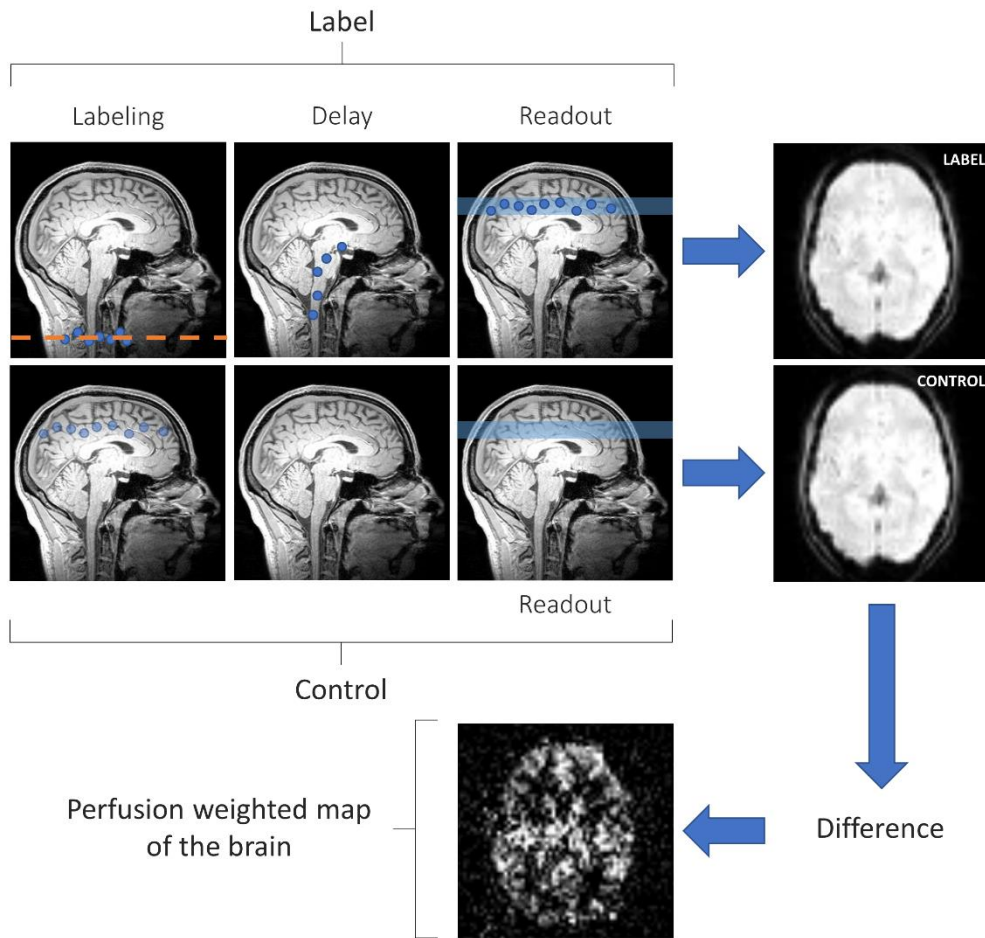 Label
Labeling
Delay
Readout
LABEL
CONTROL
Readout
Control
Perfusion weighted map
of the brain
Difference